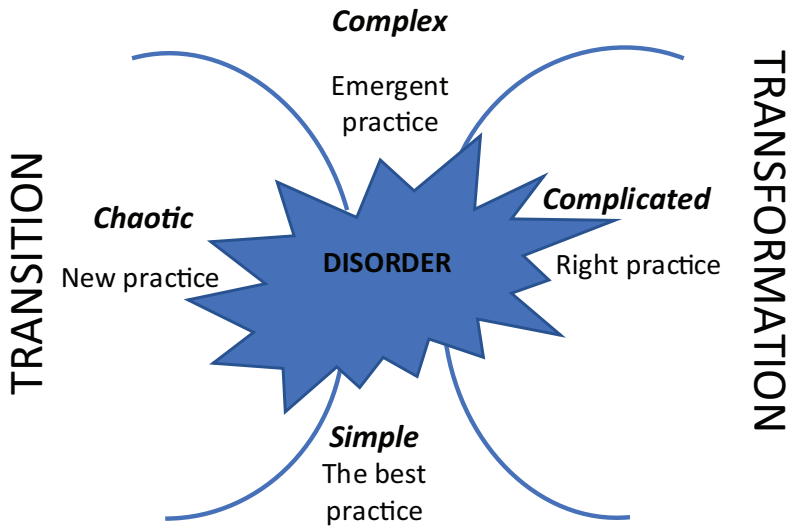 Complex
Emergent
practice
TRANSITION
Chaotic
New practice
DISORDER
Complicated
Right practice
TRANSFORMATION
Simple
The best
practice